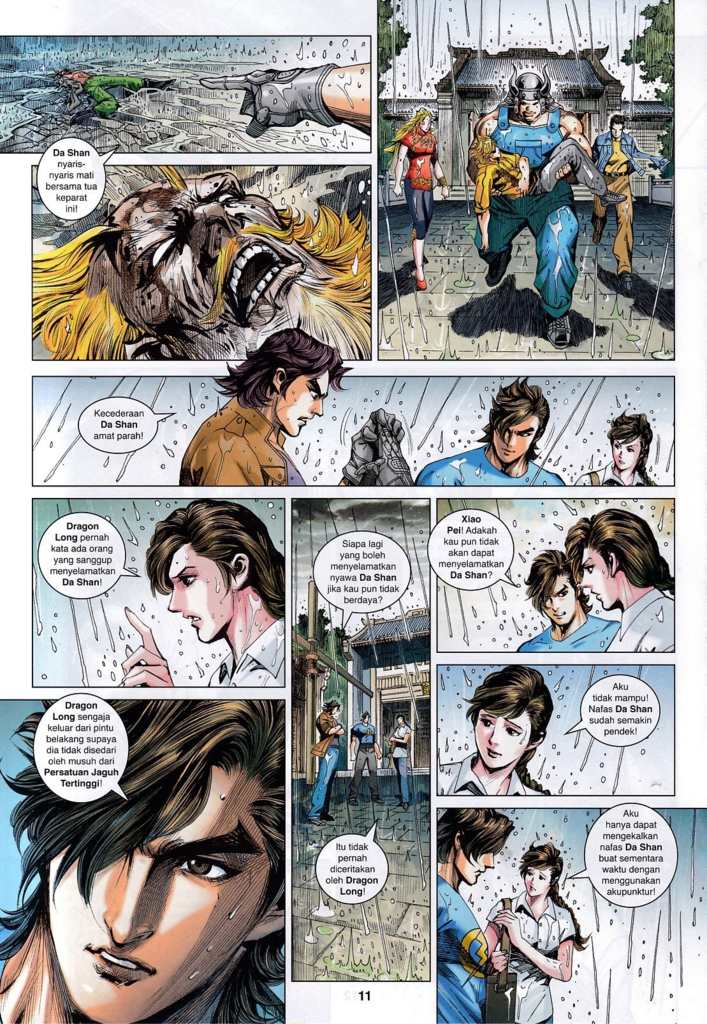 Da Shan
nyaris-
nyaris mati
bersama tua
keparat
ini!
Kecederaan
Da Shan
amat parah!
Dragon
Long pernah
kata ada orang
yang sanggup
menyelamatkan
Da Shan!
Siapa lagi
yang boleh
menyelamatkan
nyawa Da Shan
jika kau pun tidak
berdaya?
Itu tidak
pernah
diceritakan
oleh Dragon
Long!
Xiao
Pei! Adakah
kau pun tidak
akan dapat
menyelamatkan
Da Shan?
Aku
tidak mampu!
Nafas Da Shan
sudah semakin
pendek!
Dragon
Long sengaja
keluar dari pintu
belakang supaya
dia tidak disedari
oleh musuh dari
Persatuan Jaguh
Tertinggi!
Aku
hanya dapat
mengekalkan
nafas Da Shan
buat sementara
waktu dengan
menggunakan
akupunktur!
11